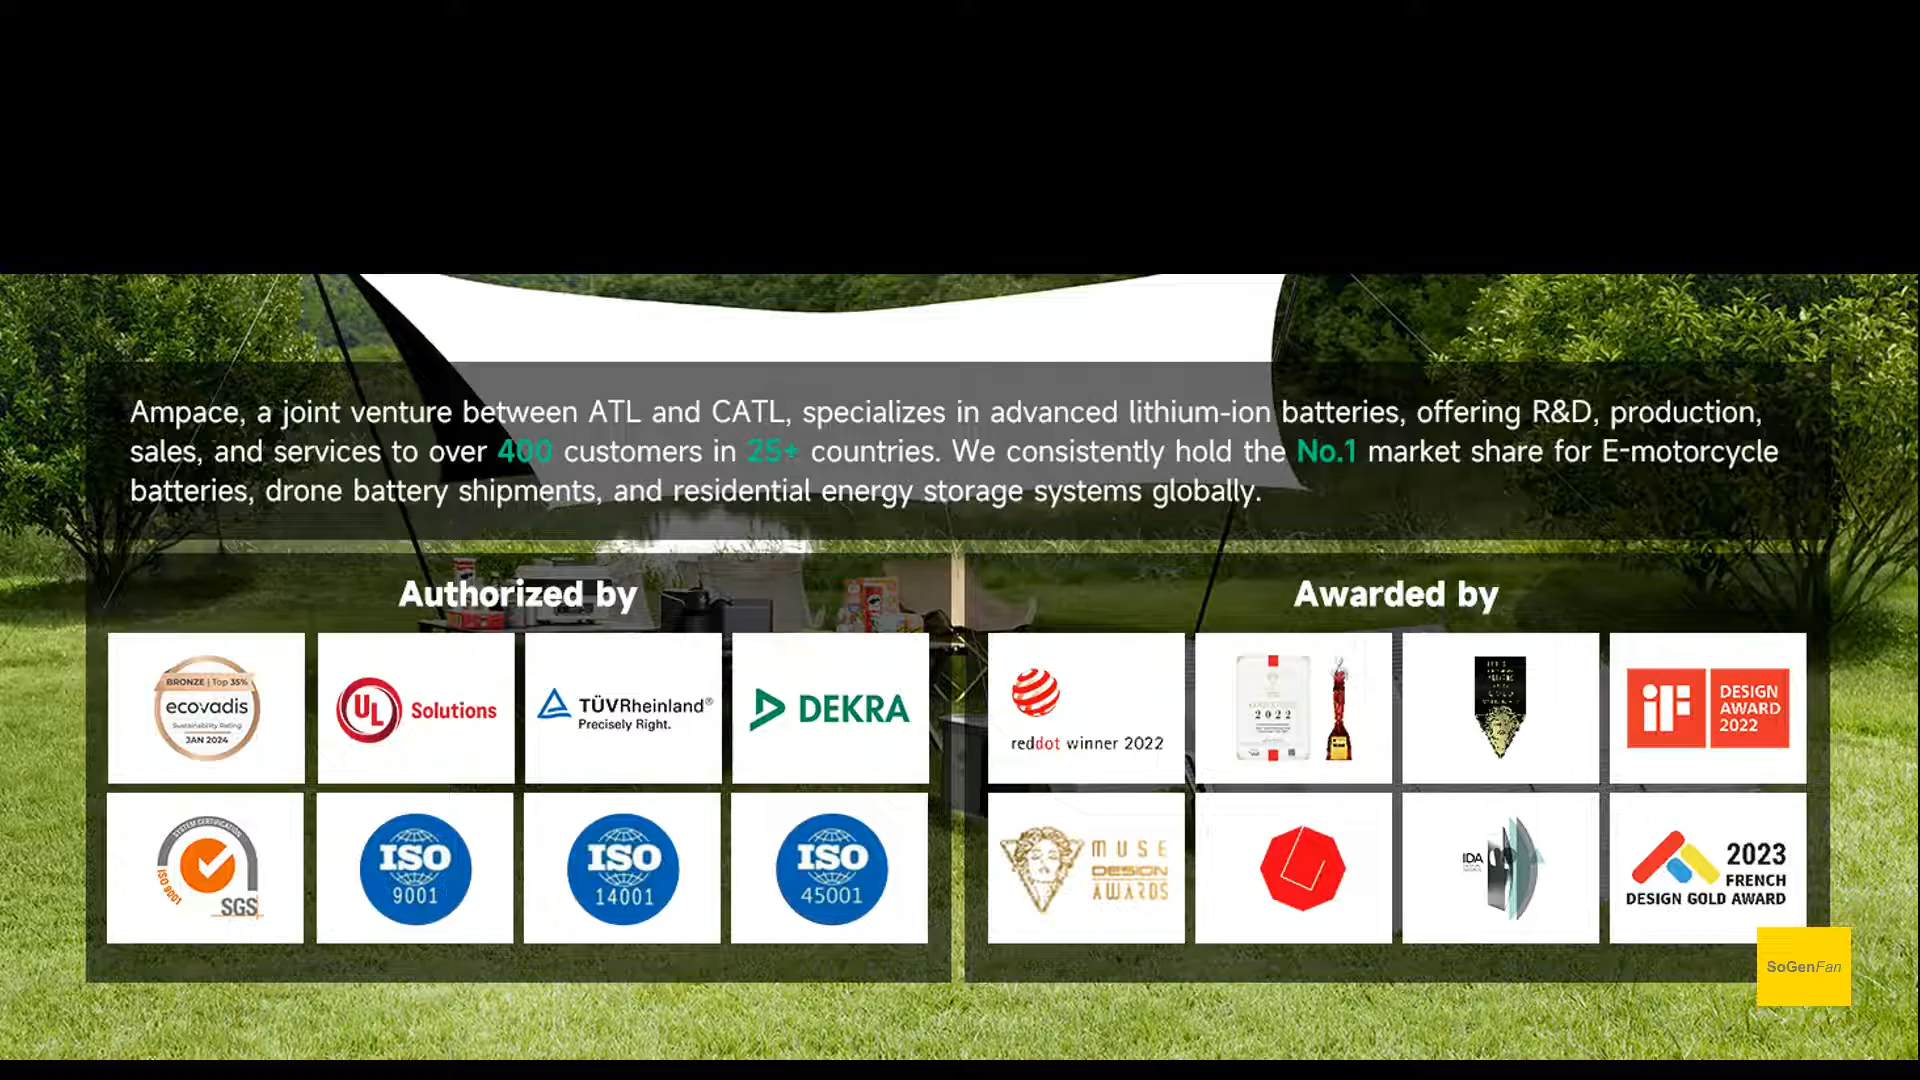 Ampace, a joint venture between ATL and CATL, specializes in advanced lithium-ion batteries, offering R&D, production,
sales, and services to over 400 customers in 25+ countries. We consistently hold the No.1 market share for E-motorcycle
batteries, drone battery shipments, and residential energy storage systems globally.
Authorized by
BRONZE | Top 35%
ecovadis
Sustainability Rating
JAN 2024
UL Solutions
TÜVRheinland®
Precisely Right.
DEKRA
SYSTEM CERTIFICATION
ISO 9001
SGS
ISO
9001
ISO
14001
ISO
45001
Awarded by
reddot winner 2022
2022
iF
DESIGN
AWARD
2022
MUSE
DESIGN
AWARDS
IDA
2023
FRENCH
DESIGN GOLD AWARD
SoGenFan